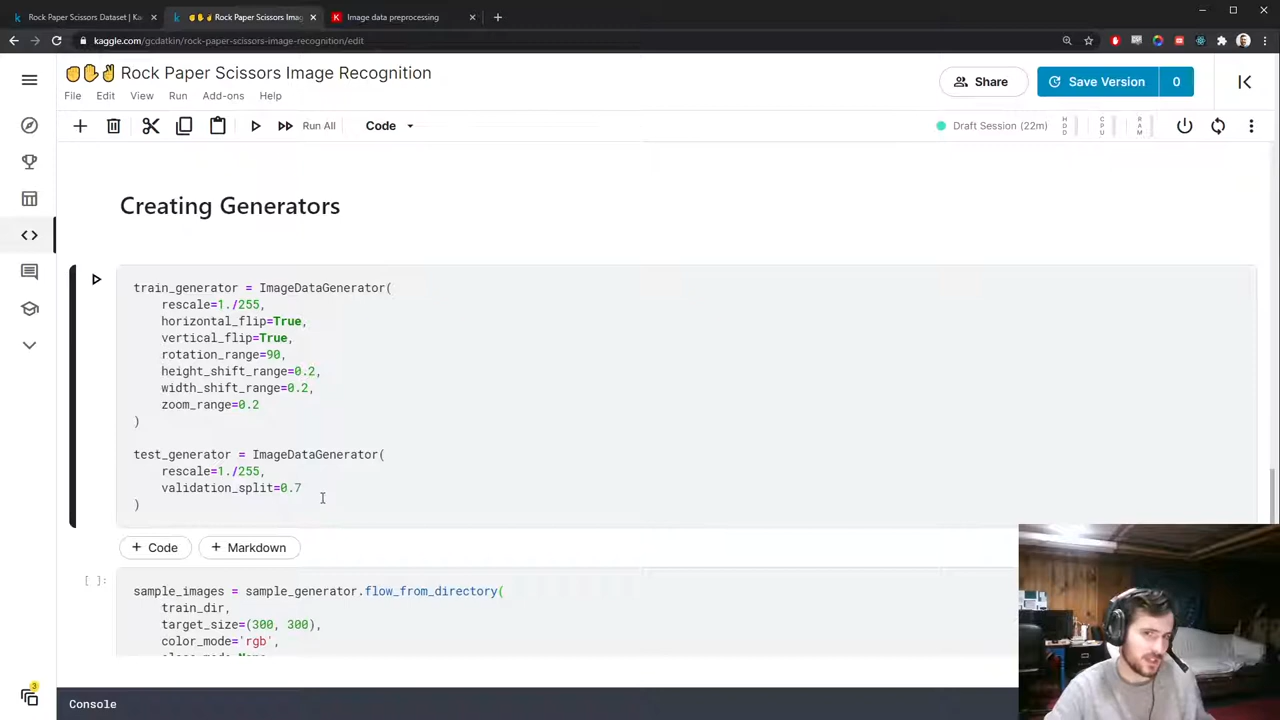 Rock Paper Scissors Dataset | Ka
✊✋✌ Rock Paper Scissors Imag
Image data preprocessing
kaggle.com/gcdatkin/rock-paper-scissors-image-recognition/edit
✊✋✌ Rock Paper Scissors Image Recognition
File Edit View Run Add-ons Help
Share
Save Version 0
Run All
Code
Draft Session (22m)
HDD
CPU
RAM
Creating Generators
train_generator = ImageDataGenerator(
rescale=1./255,
horizontal_flip=True,
vertical_flip=True,
rotation_range=90,
height_shift_range=0.2,
width_shift_range=0.2,
zoom_range=0.2
)
test_generator = ImageDataGenerator(
rescale=1./255,
validation_split=0.7
)
+ Code + Markdown
[ ]:
sample_images = sample_generator.flow_from_directory(
train_dir,
target_size=(300, 300),
color_mode='rgb',
3
Console